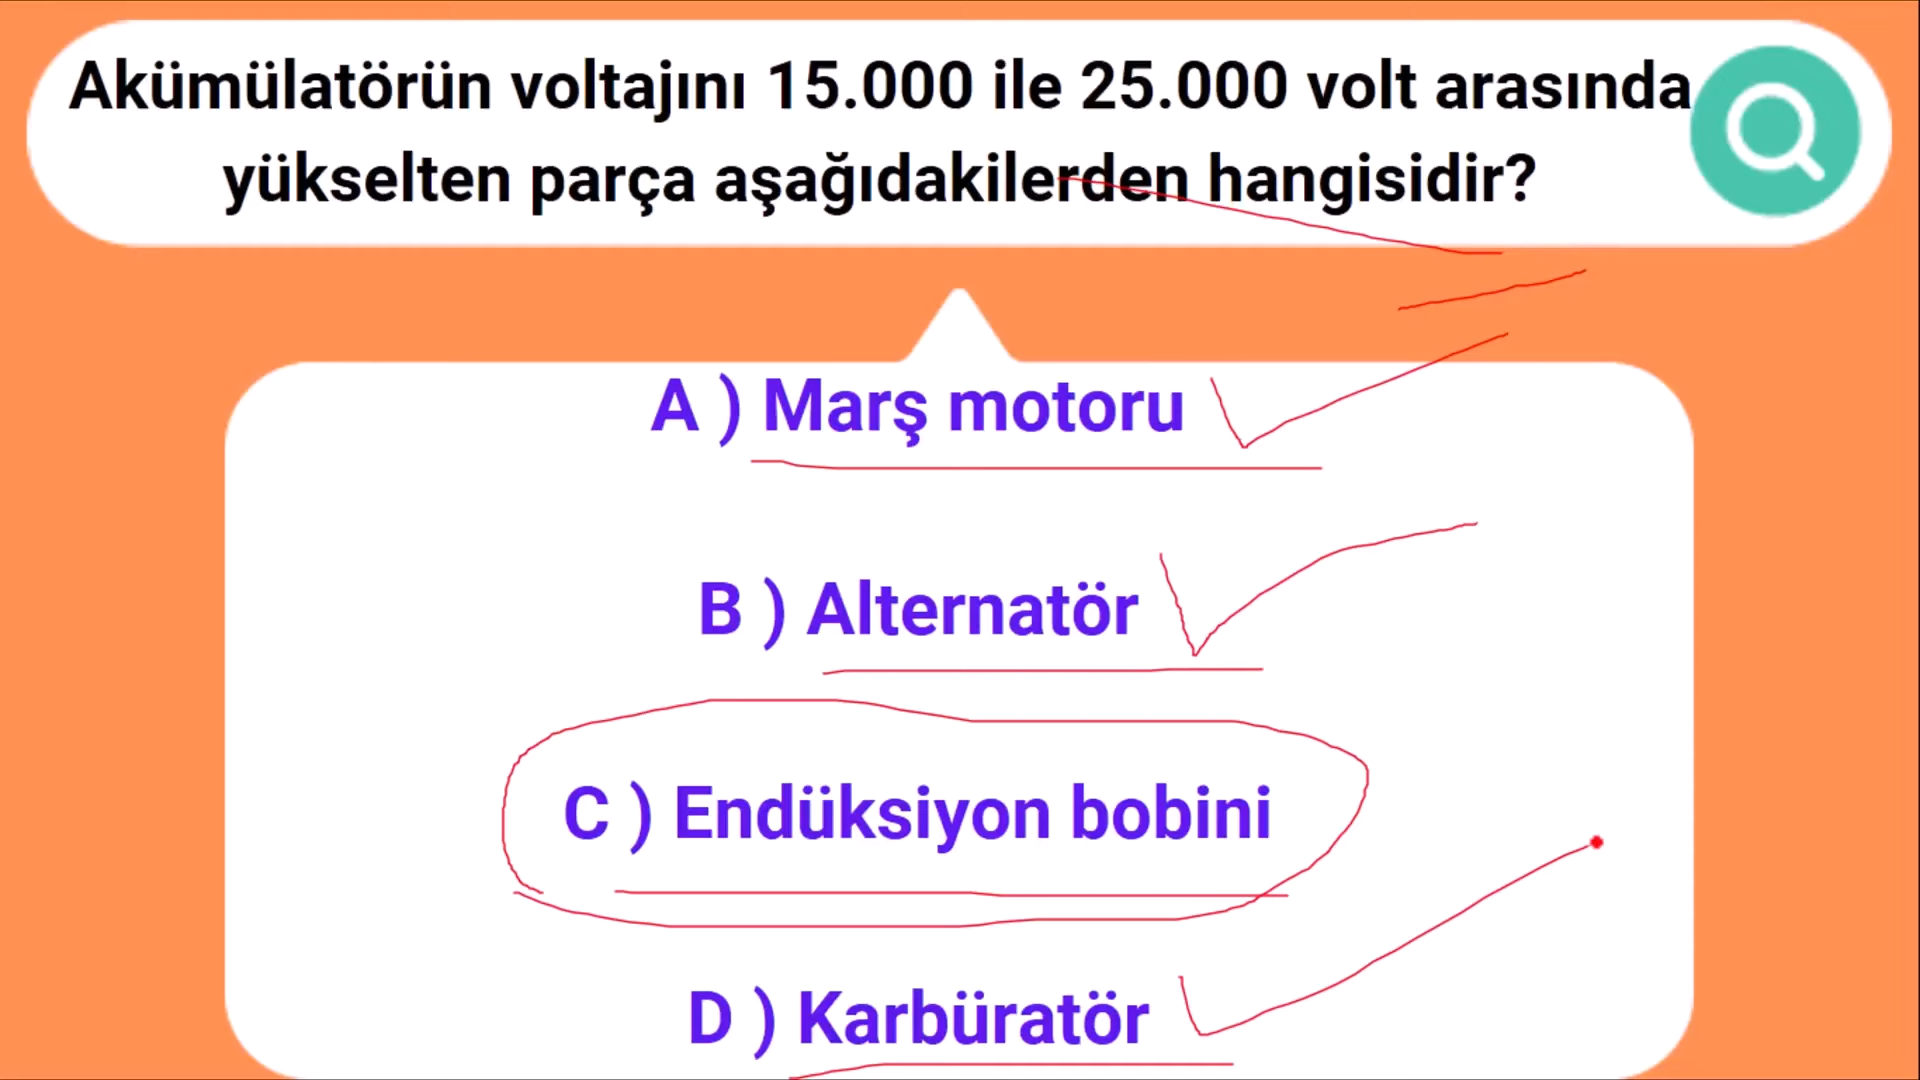 Akümülatörün voltajını 15.000 ile 25.000 volt arasında
yükselten parça aşağıdakilerden hangisidir?
A ) Marş motoru
B ) Alternatör
C ) Endüksiyon bobini
D ) Karbüratör